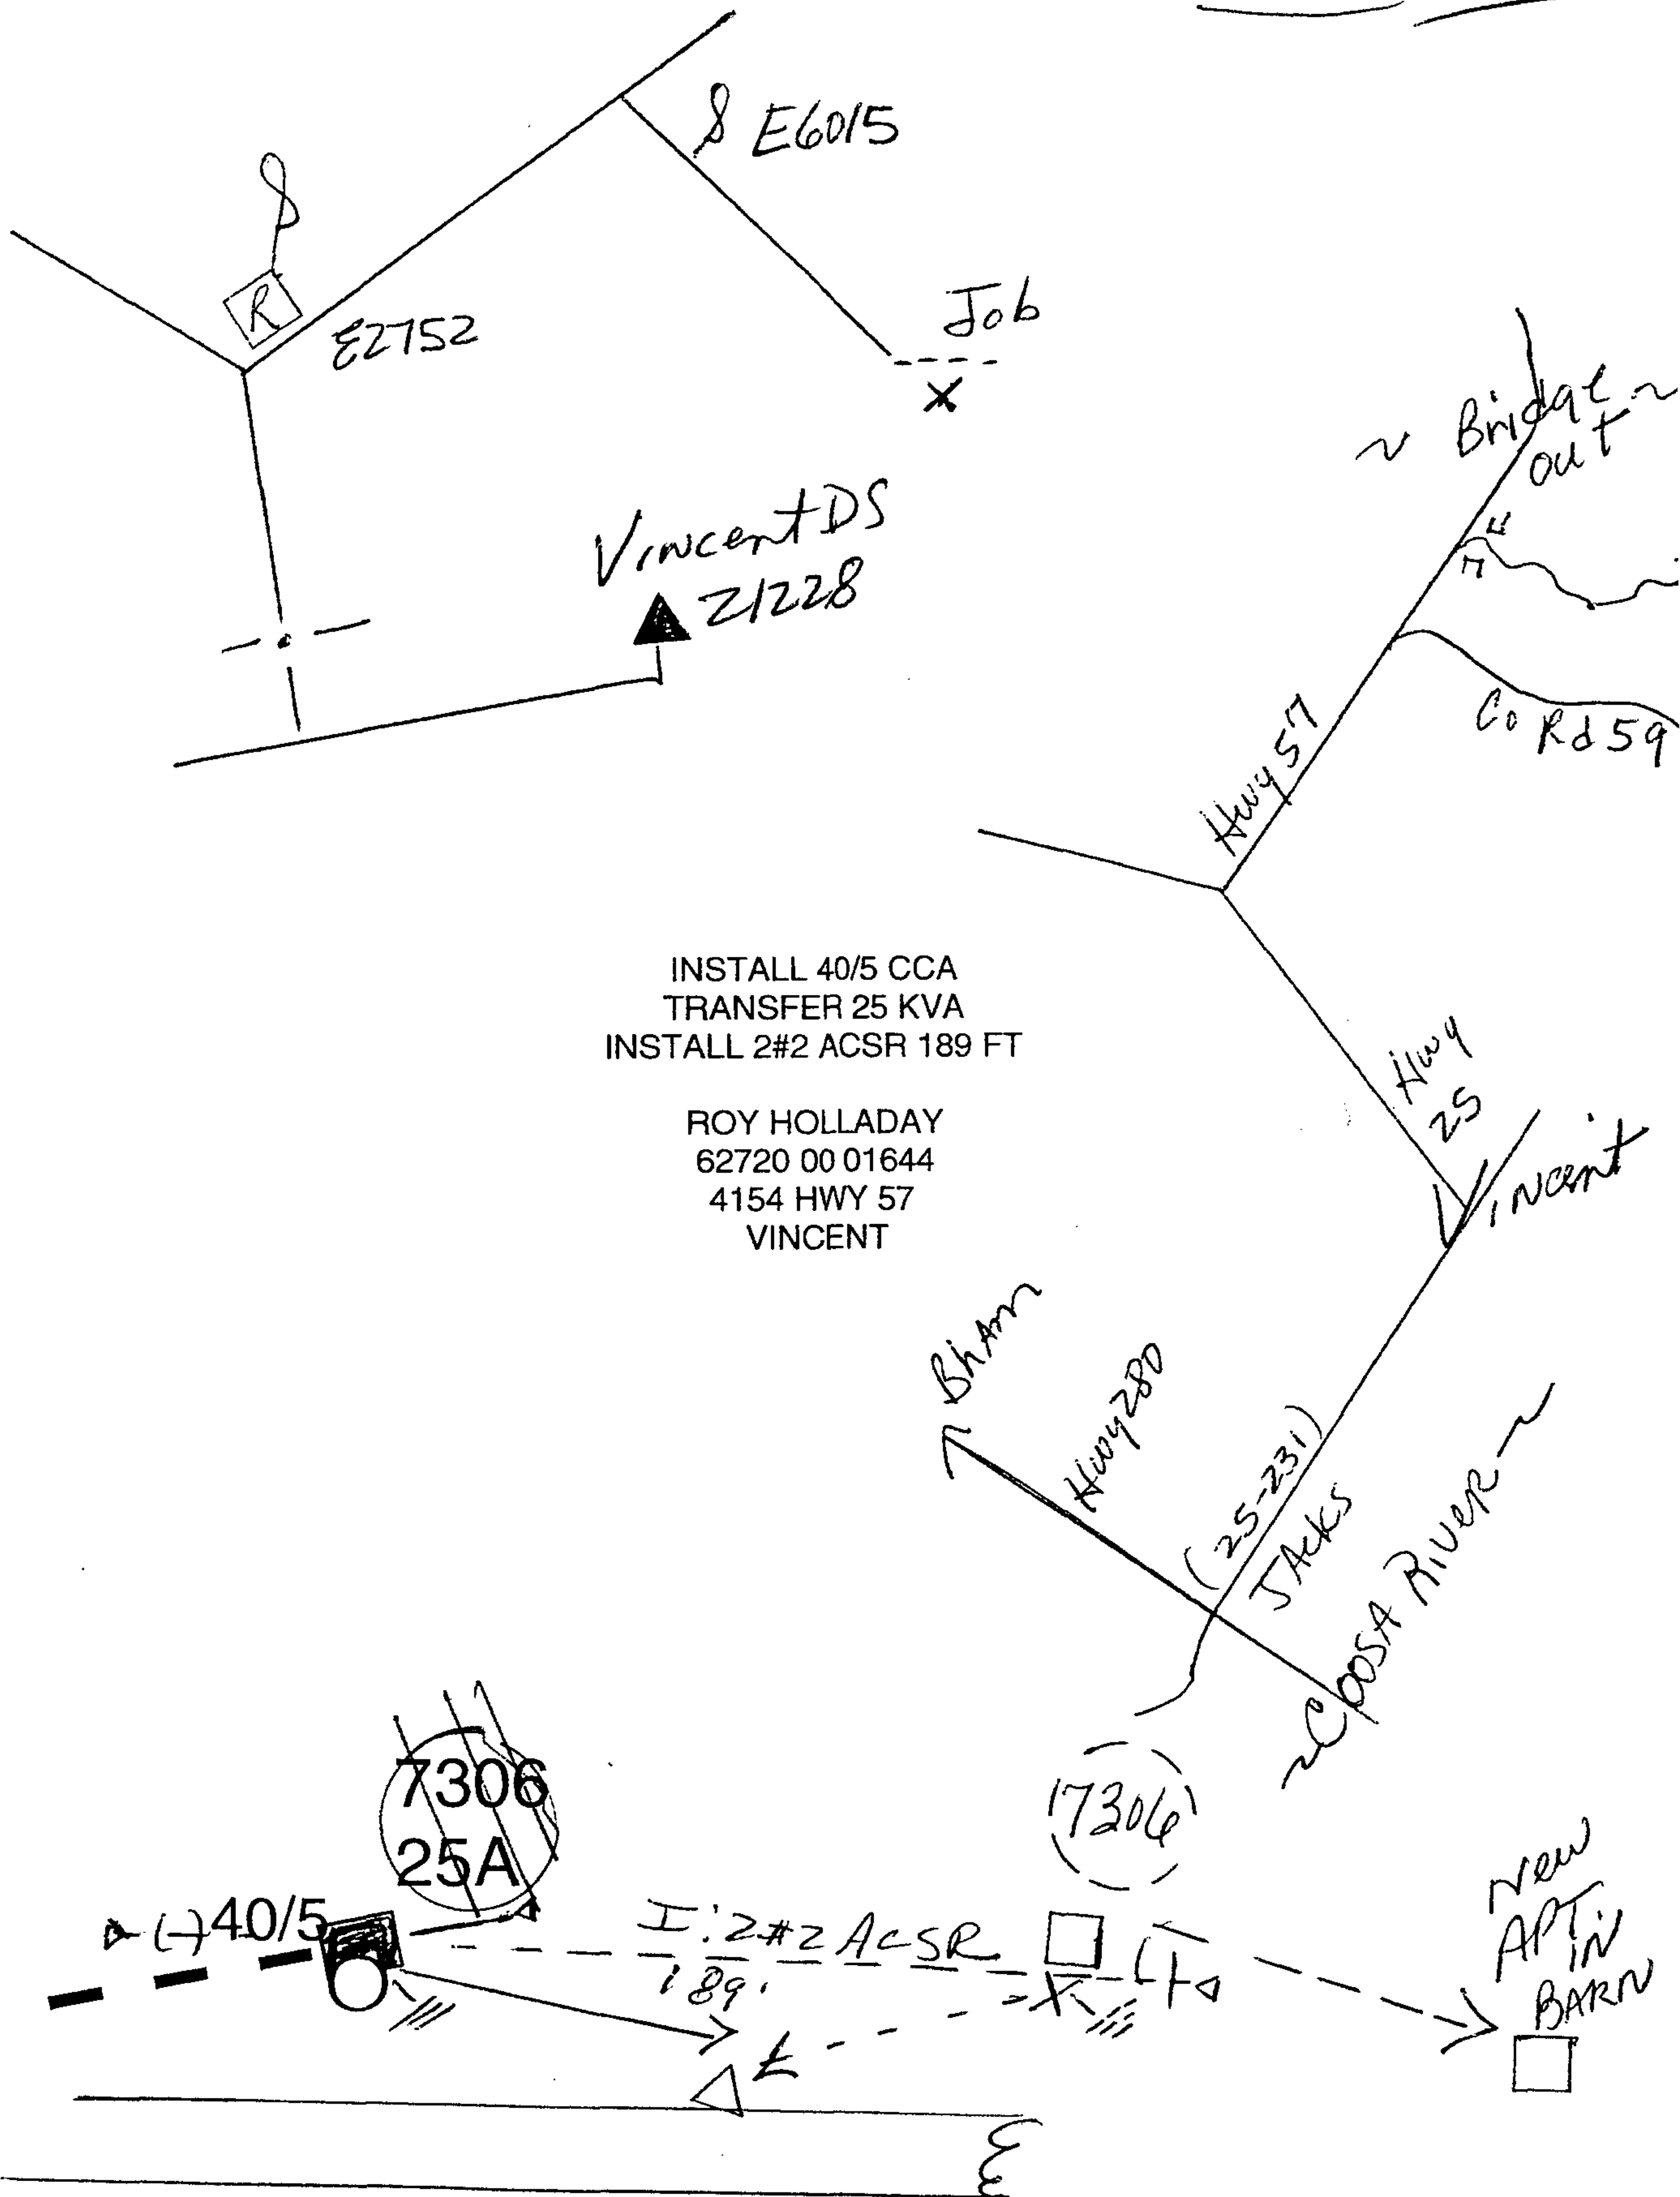 S E6015
R
E2752
Job
X
~ Bridge ~
out
Vincent DS
21228
Co Rd 59
Hwy 57
INSTALL 40/5 CCA
TRANSFER 25 KVA
INSTALL 2#2 ACSR 189 FT
Hwy
25
ROY HOLLADAY
62720 00 01644
4154 HWY 57
VINCENT
Vincent
Bham
Hwy 280
(25-231)
JAcks
~COOSA RIVER~
7306
25A
7306
New
APT.
IN
BARN
(-)40/5
I: 2#2 ACSR
189'
X